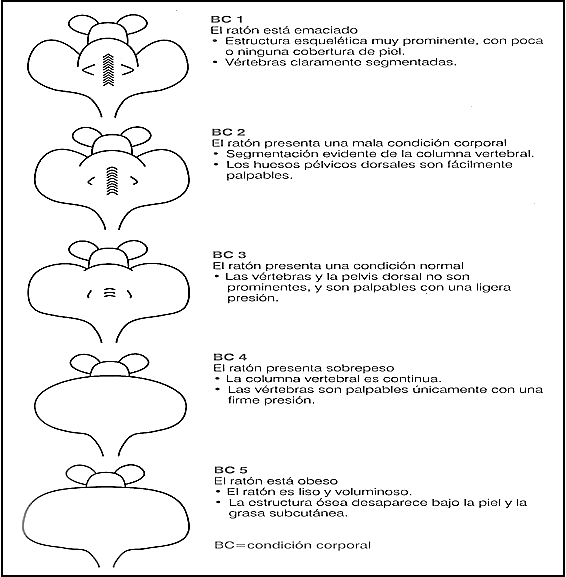 BC 1
El ratón está emaciado
• Estructura esquelética muy prominente, con poca
o ninguna cobertura de piel.
• Vértebras claramente segmentadas.
BC 2
El ratón presenta una mala condición corporal
• Segmentación evidente de la columna vertebral.
• Los huesos pélvicos dorsales son fácilmente
palpables.
BC 3
El ratón presenta una condición normal
• Las vértebras y la pelvis dorsal no son
prominentes, y son palpables con una ligera
presión.
BC 4
El ratón presenta sobrepeso
• La columna vertebral es continua.
• Las vértebras son palpables únicamente con una
firme presión.
BC 5
El ratón está obeso
• El ratón es liso y voluminoso.
• La estructura ósea desaparece bajo la piel y la
grasa subcutánea.
BC=condición corporal